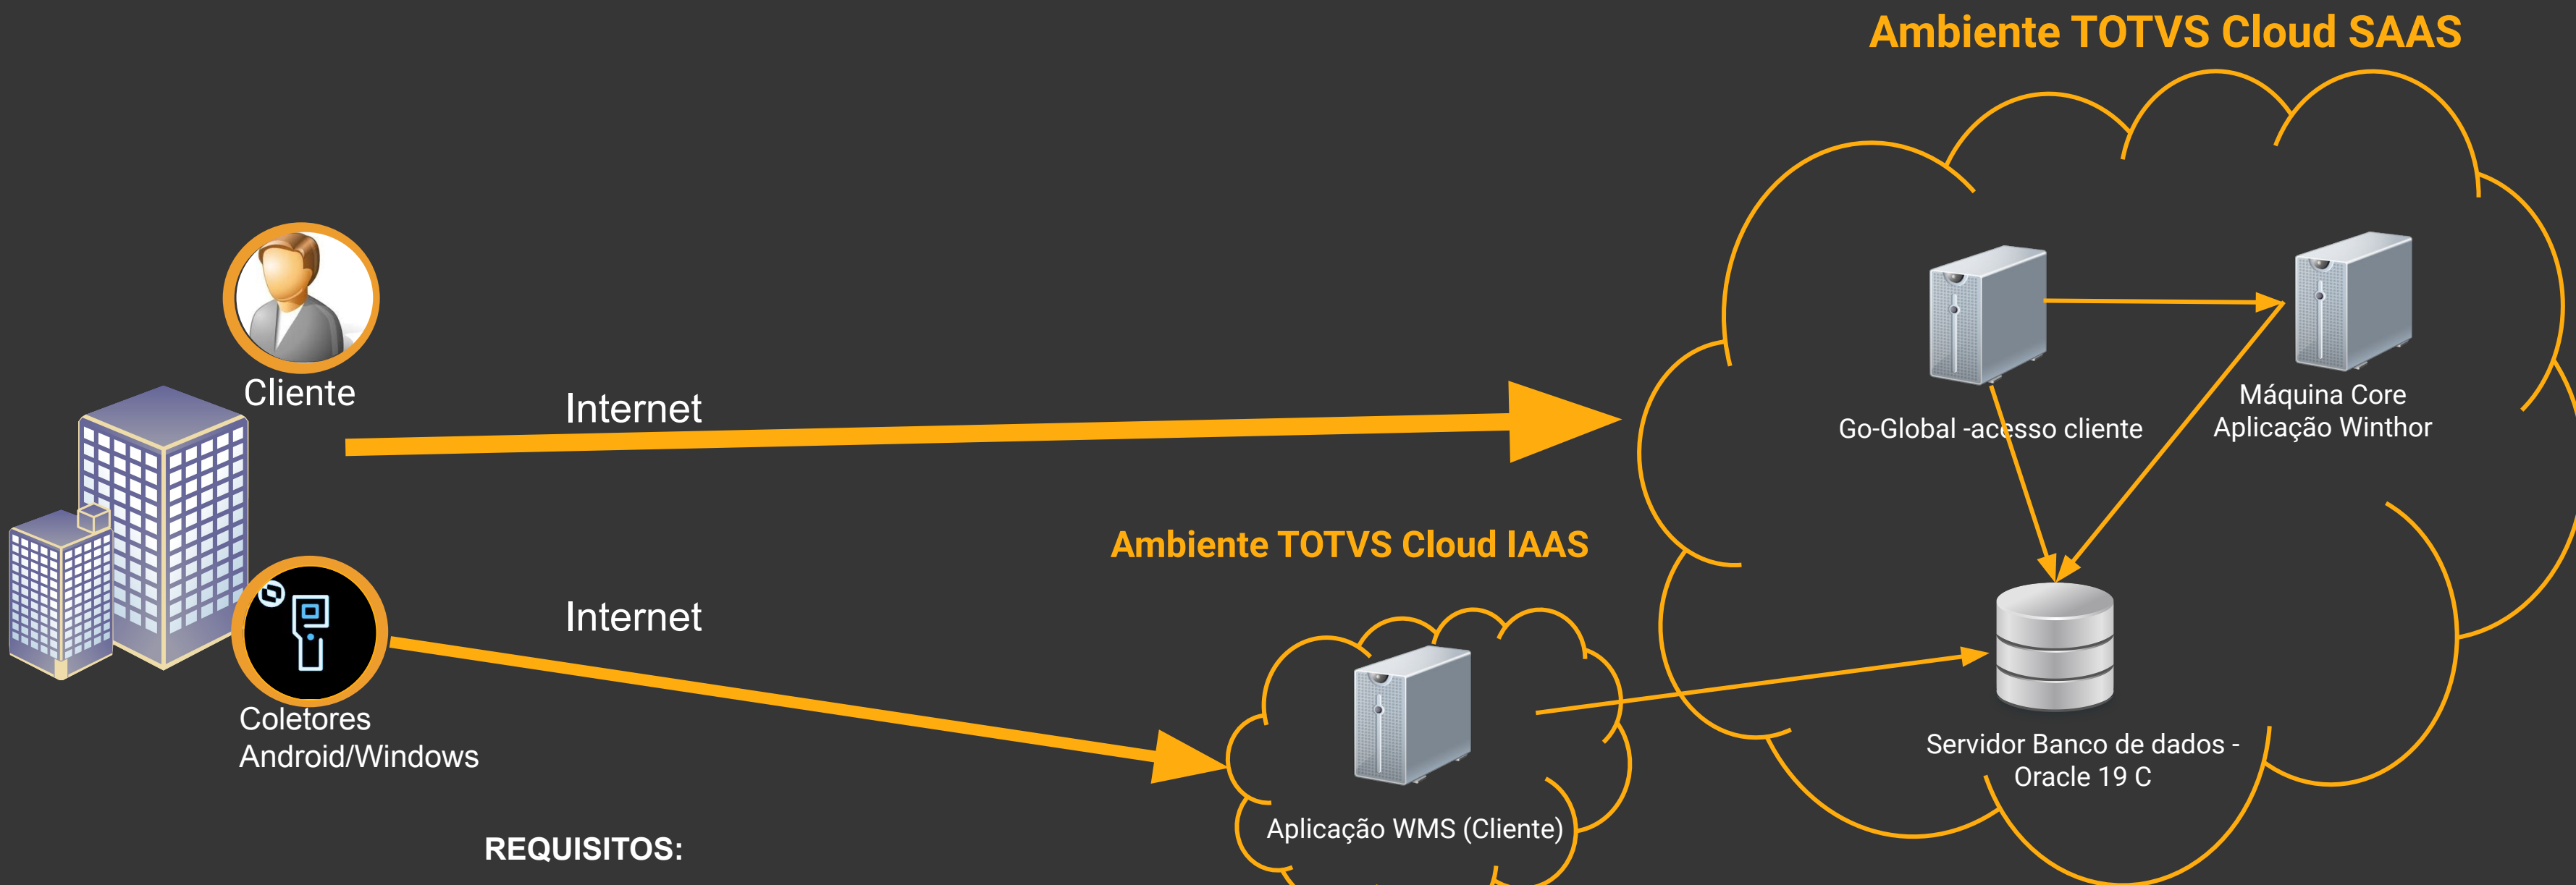 Ambiente TOTVS Cloud SAAS
Cliente
Internet
Go-Global -acesso cliente
Máquina Core
Aplicação Winthor
Ambiente TOTVS Cloud IAAS
Internet
Coletores
Android/Windows
Servidor Banco de dados -
Oracle 19 C
Aplicação WMS (Cliente)
REQUISITOS: